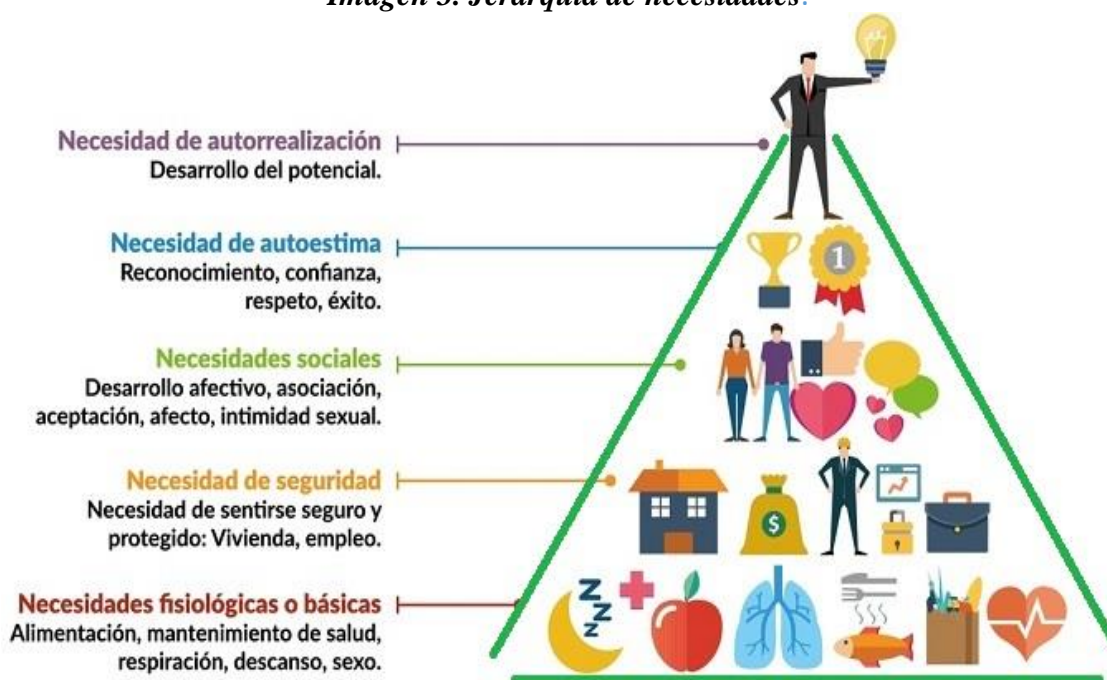 Imagen 3. Jerarquía de necesidades.
Necesidad de autorrealización
Desarrollo del potencial.
Necesidad de autoestima
Reconocimiento, confianza,
respeto, éxito.
1
Necesidades sociales
Desarrollo afectivo, asociación,
aceptación, afecto, intimidad sexual.
Necesidad de seguridad
Necesidad de sentirse seguro y
protegido: Vivienda, empleo.
$
Necesidades fisiológicas o básicas
Alimentación, mantenimiento de salud,
respiración, descanso, sexo.
Z
Z
Z